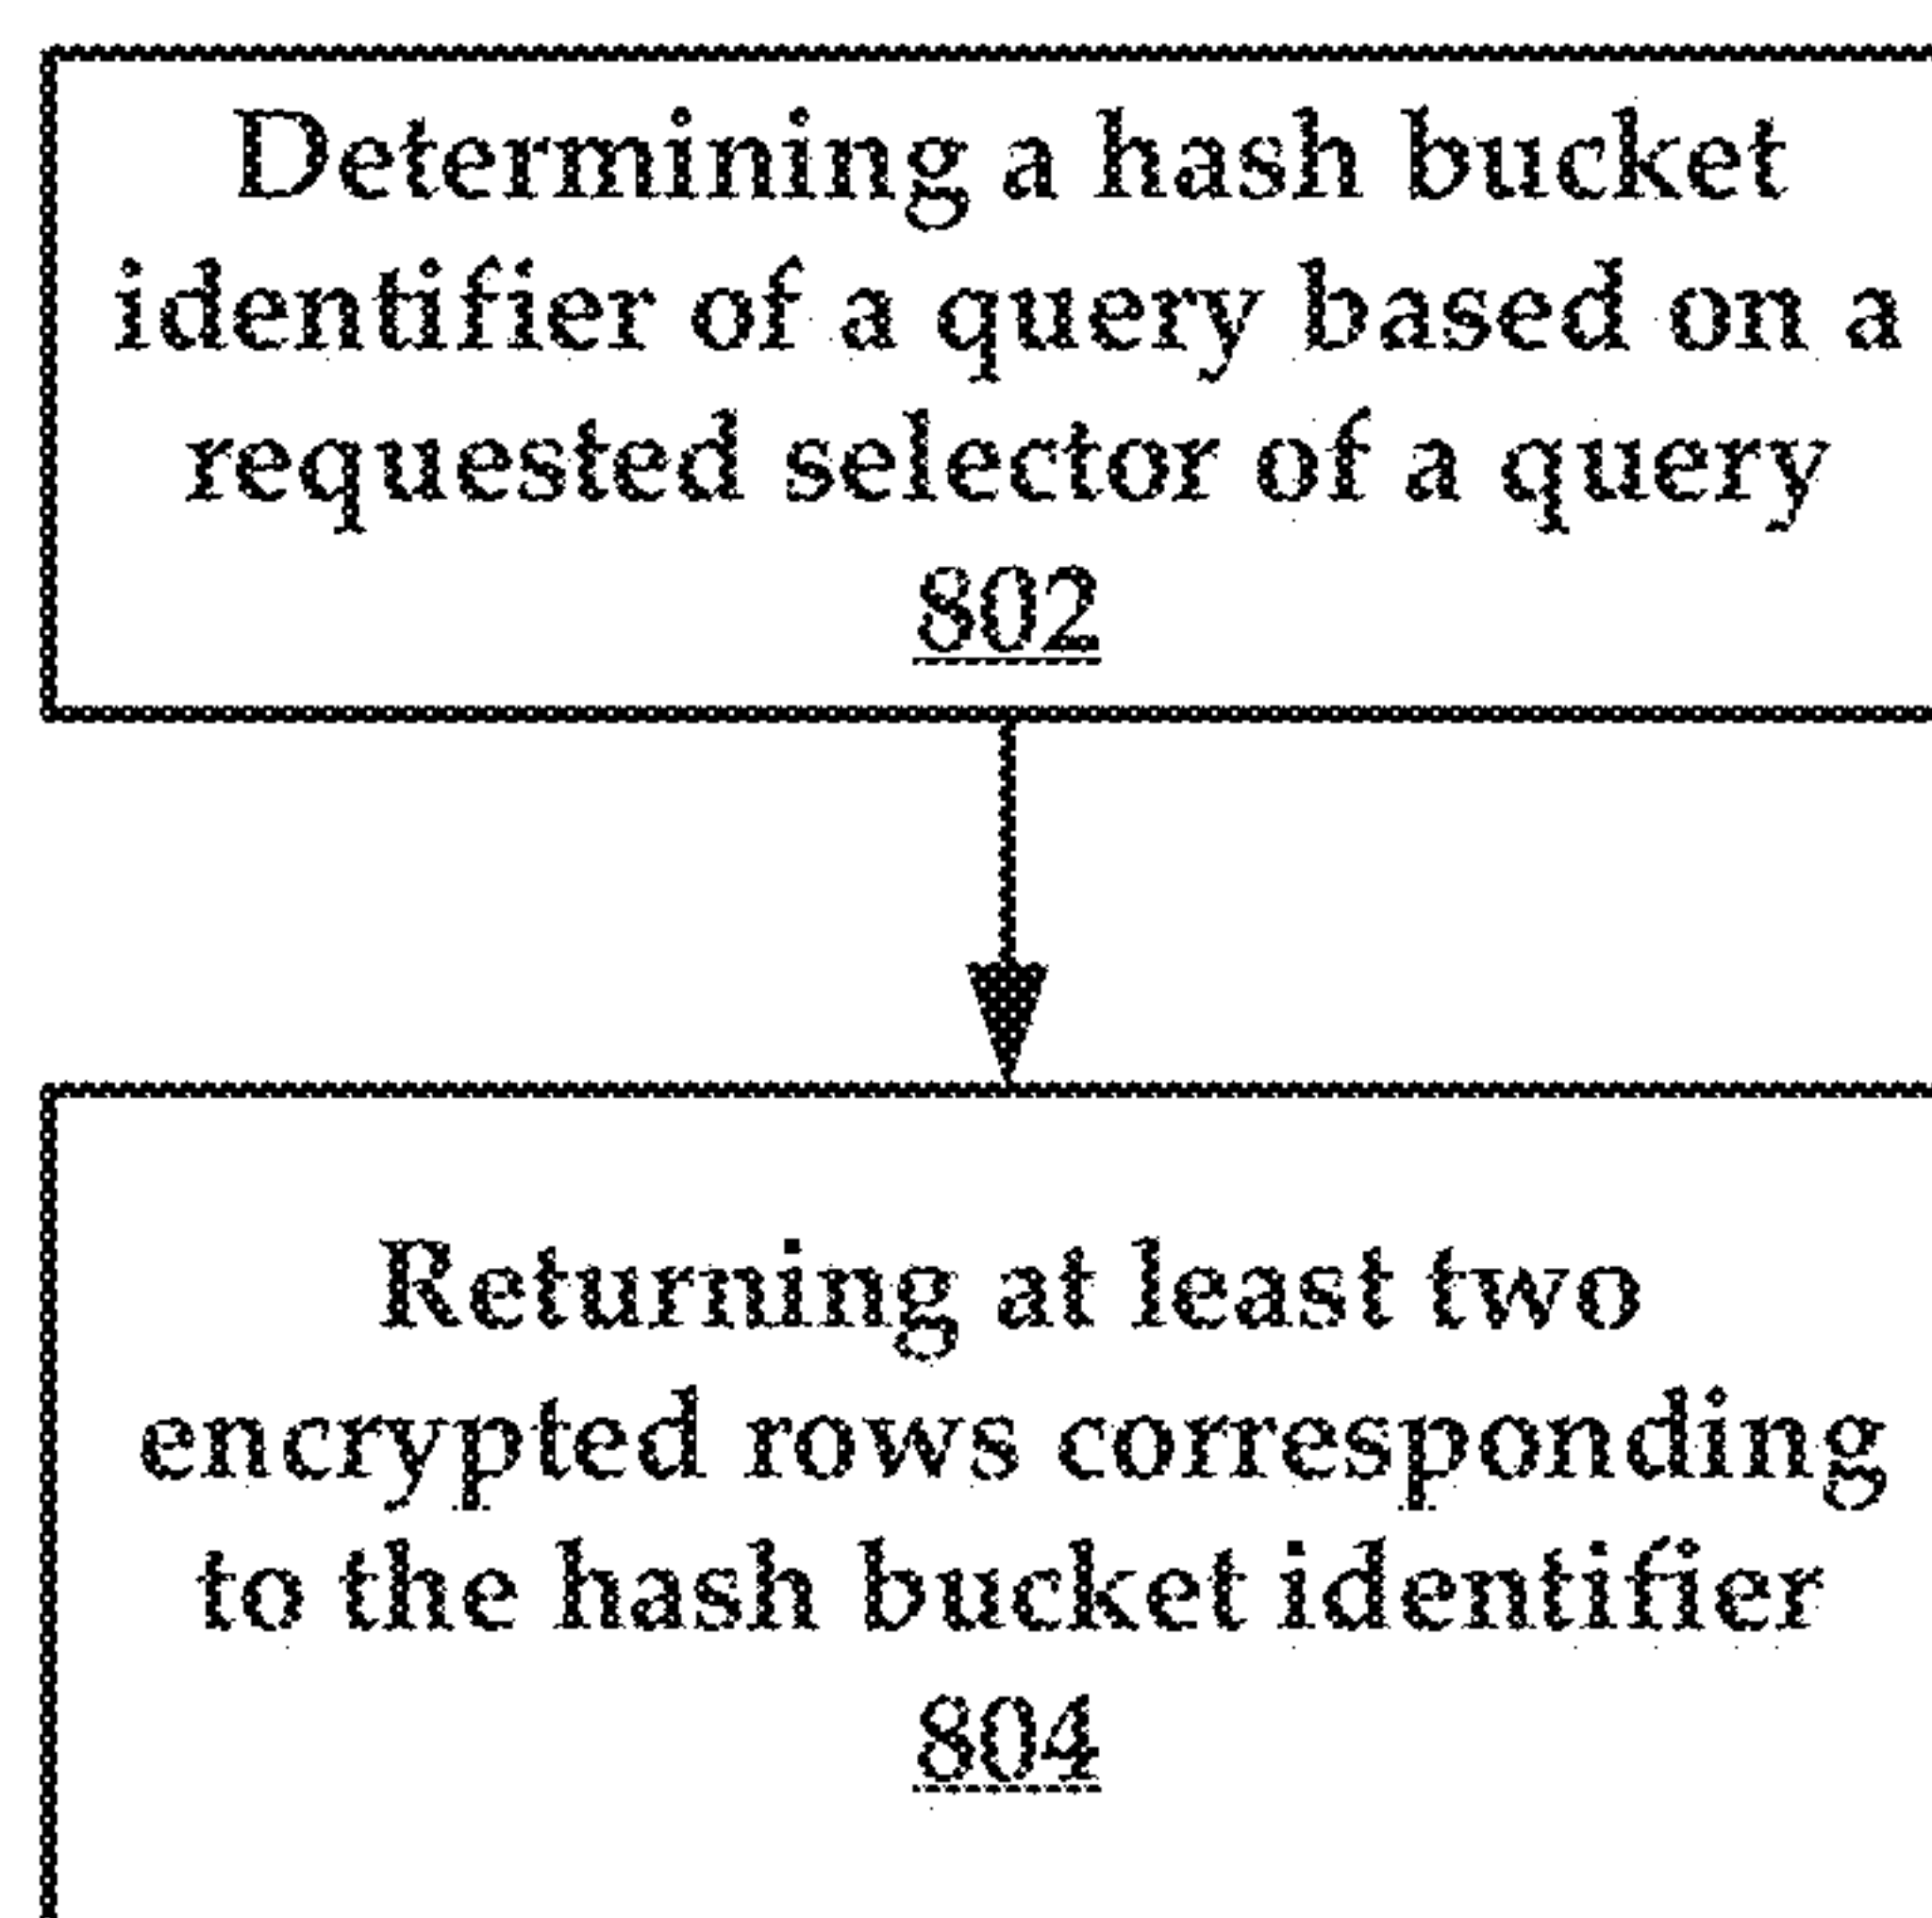 Determining a hash bucket
identifier of a query based on a
requested selector of a query
802
Returning at least two
encrypted rows corresponding
to the hash bucket identifier
804